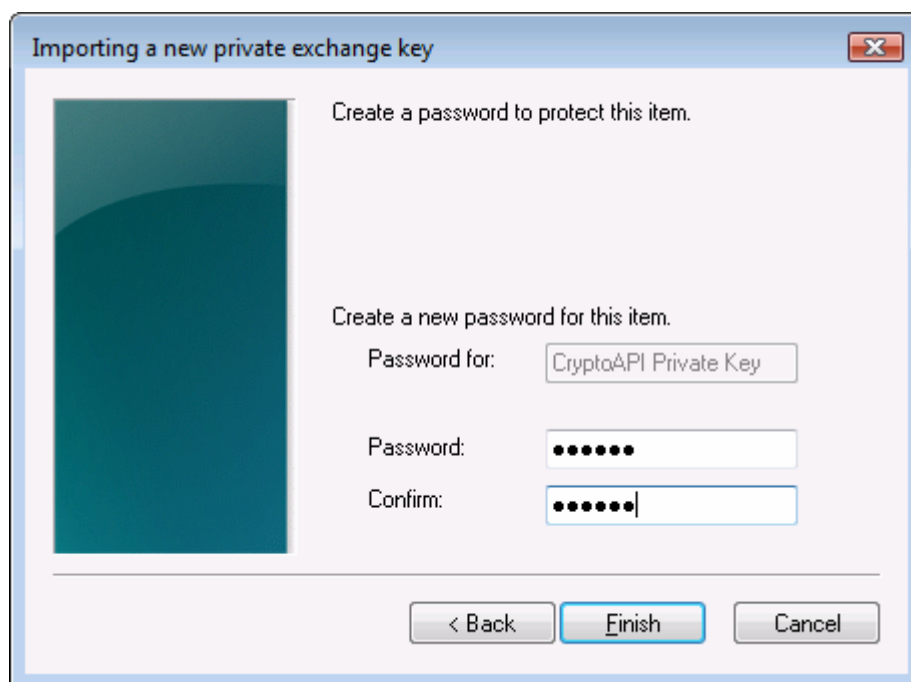 Importing a new private exchange key
Create a password to protect this item.
Create a new password for this item.
Password for: CryptoAPI Private Key
Password: ●●●●●●
Confirm: ●●●●●●
< Back Finish Cancel